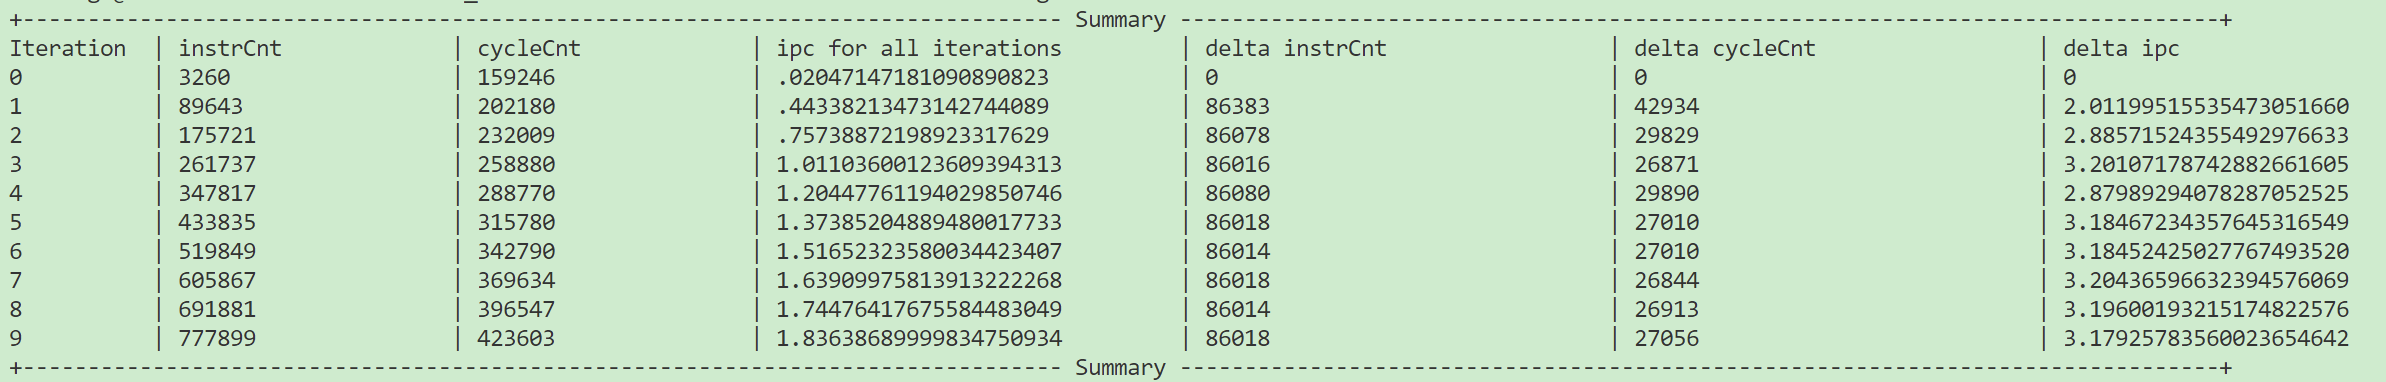 +-------------------------------------------------------------------------------- Summary --------------------------------------------------------------------------------+
Iteration | instrCnt | cycleCnt | ipc for all iterations | delta instrCnt | delta cycleCnt | delta ipc
0 | 3260 | 159246 | .02047147181090890823 | 0 | 0 | 0
1 | 89643 | 202180 | .44338213473142744089 | 86383 | 42934 | 2.01199515535473051660
2 | 175721 | 232009 | .75738872198923317629 | 86078 | 29829 | 2.88571524355492976633
3 | 261737 | 258880 | 1.01103600123609394313 | 86016 | 26871 | 3.20107178742882661605
4 | 347817 | 288770 | 1.20447761194029850746 | 86080 | 29890 | 2.87989294078287052525
5 | 433835 | 315780 | 1.37385204889480017733 | 86018 | 27010 | 3.18467234357645316549
6 | 519849 | 342790 | 1.51652323580034423407 | 86014 | 27010 | 3.18452425027767493520
7 | 605867 | 369634 | 1.63909975813913222268 | 86018 | 26844 | 3.20436596632394576069
8 | 691881 | 396547 | 1.74476417675584483049 | 86014 | 26913 | 3.19600193215174822576
9 | 777899 | 423603 | 1.83638689999834750934 | 86018 | 27056 | 3.17925783560023654642
+-------------------------------------------------------------------------------- Summary --------------------------------------------------------------------------------+